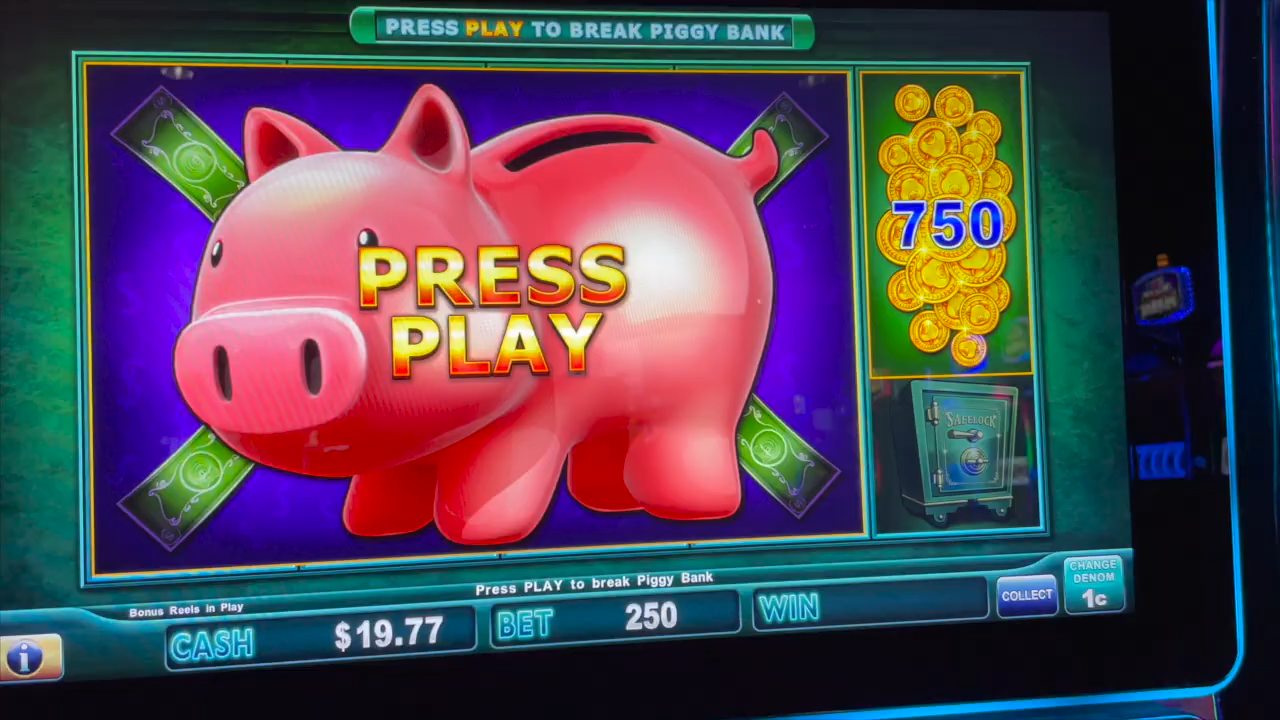 PRESS PLAY TO BREAK PIGGY BANK
PRESS
PLAY
750
SAFELOCK
Press PLAY to break Piggy Bank
Bonus Reels in Play
CASH $19.77
BET 250
WIN
COLLECT
CHANGE
DENOM
1c
i